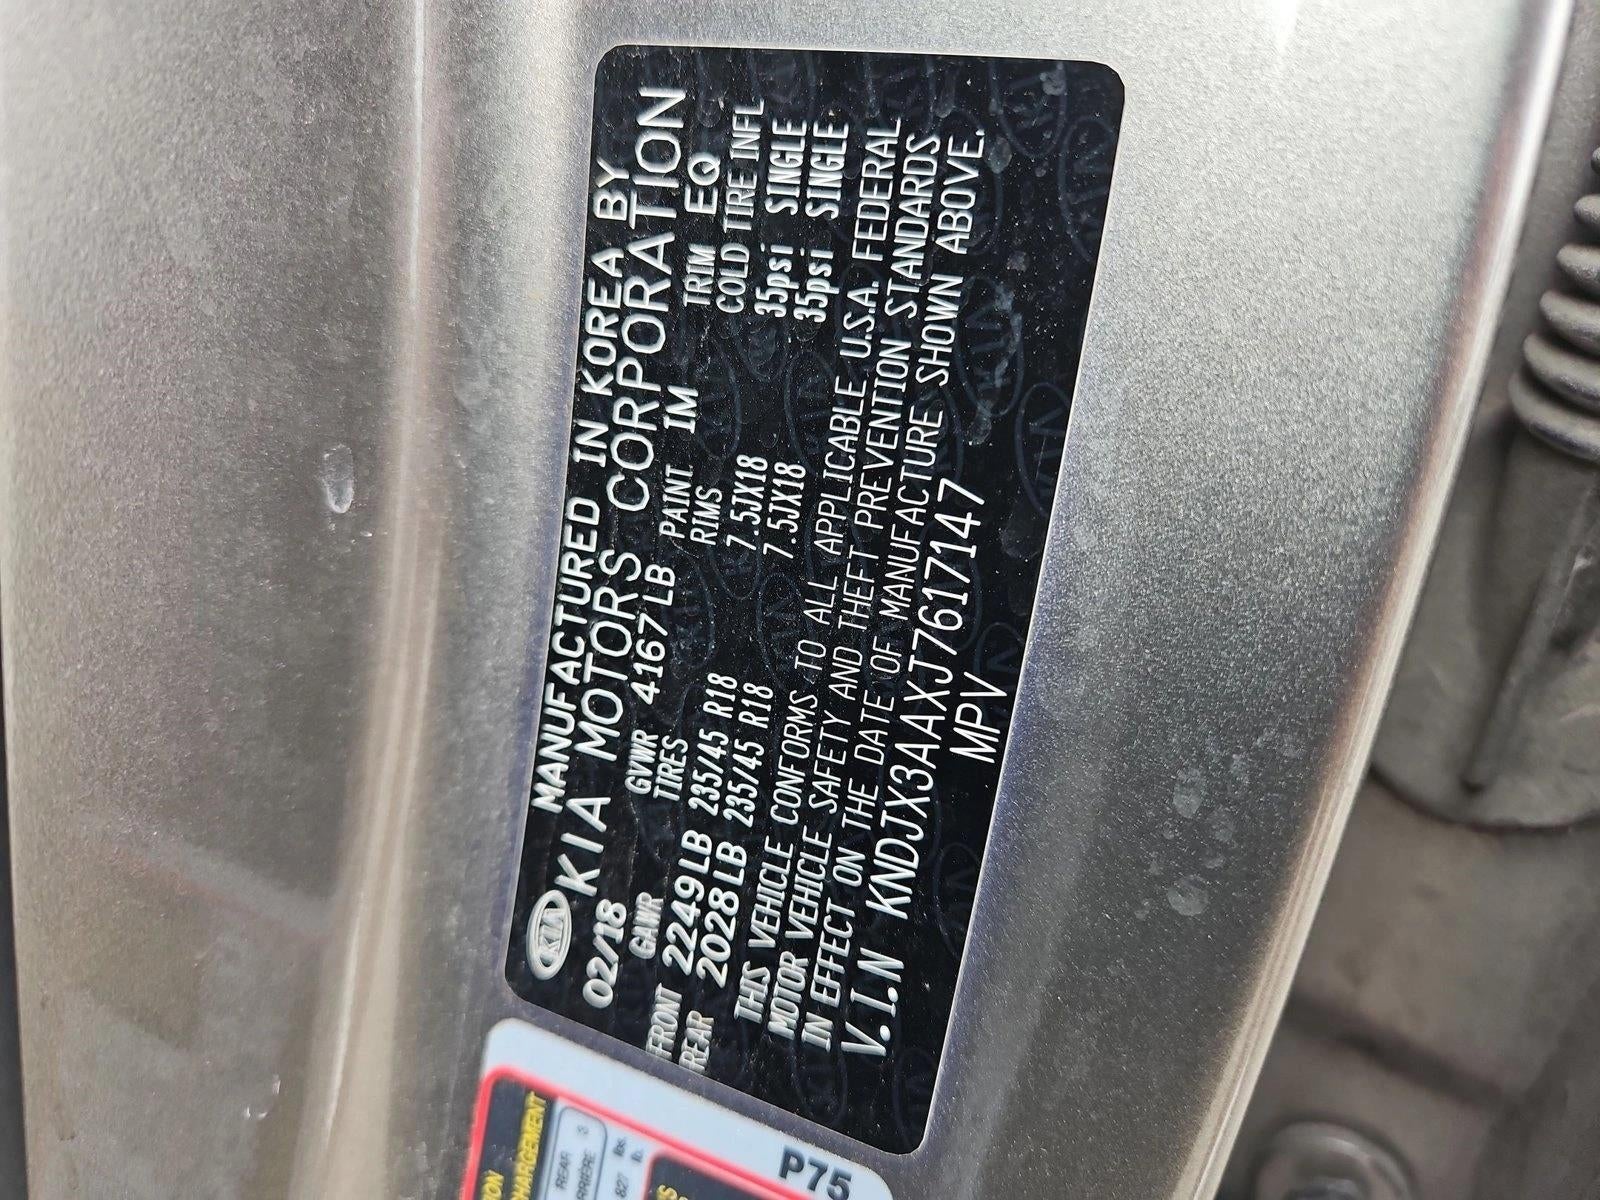 KIA MANUFACTURED IN KOREA BY
KIA MOTORS CORPORATION
02/18 GVWR 4167 LB PAINT IM TRIM EQ
GAWR TIRES RIMS COLD TIRE INFL
FRONT 2249 LB 235/45 R18 7.5JX18 35psi SINGLE
REAR 2028 LB 235/45 R18 7.5JX18 35psi SINGLE
THIS VEHICLE CONFORMS TO ALL APPLICABLE U.S.A. FEDERAL
MOTOR VEHICLE SAFETY AND THEFT PREVENTION STANDARDS
IN EFFECT ON THE DATE OF MANUFACTURE SHOWN ABOVE.
V.I.N KNDJX3AAXJ7617147
MPV
REAR 3
P75